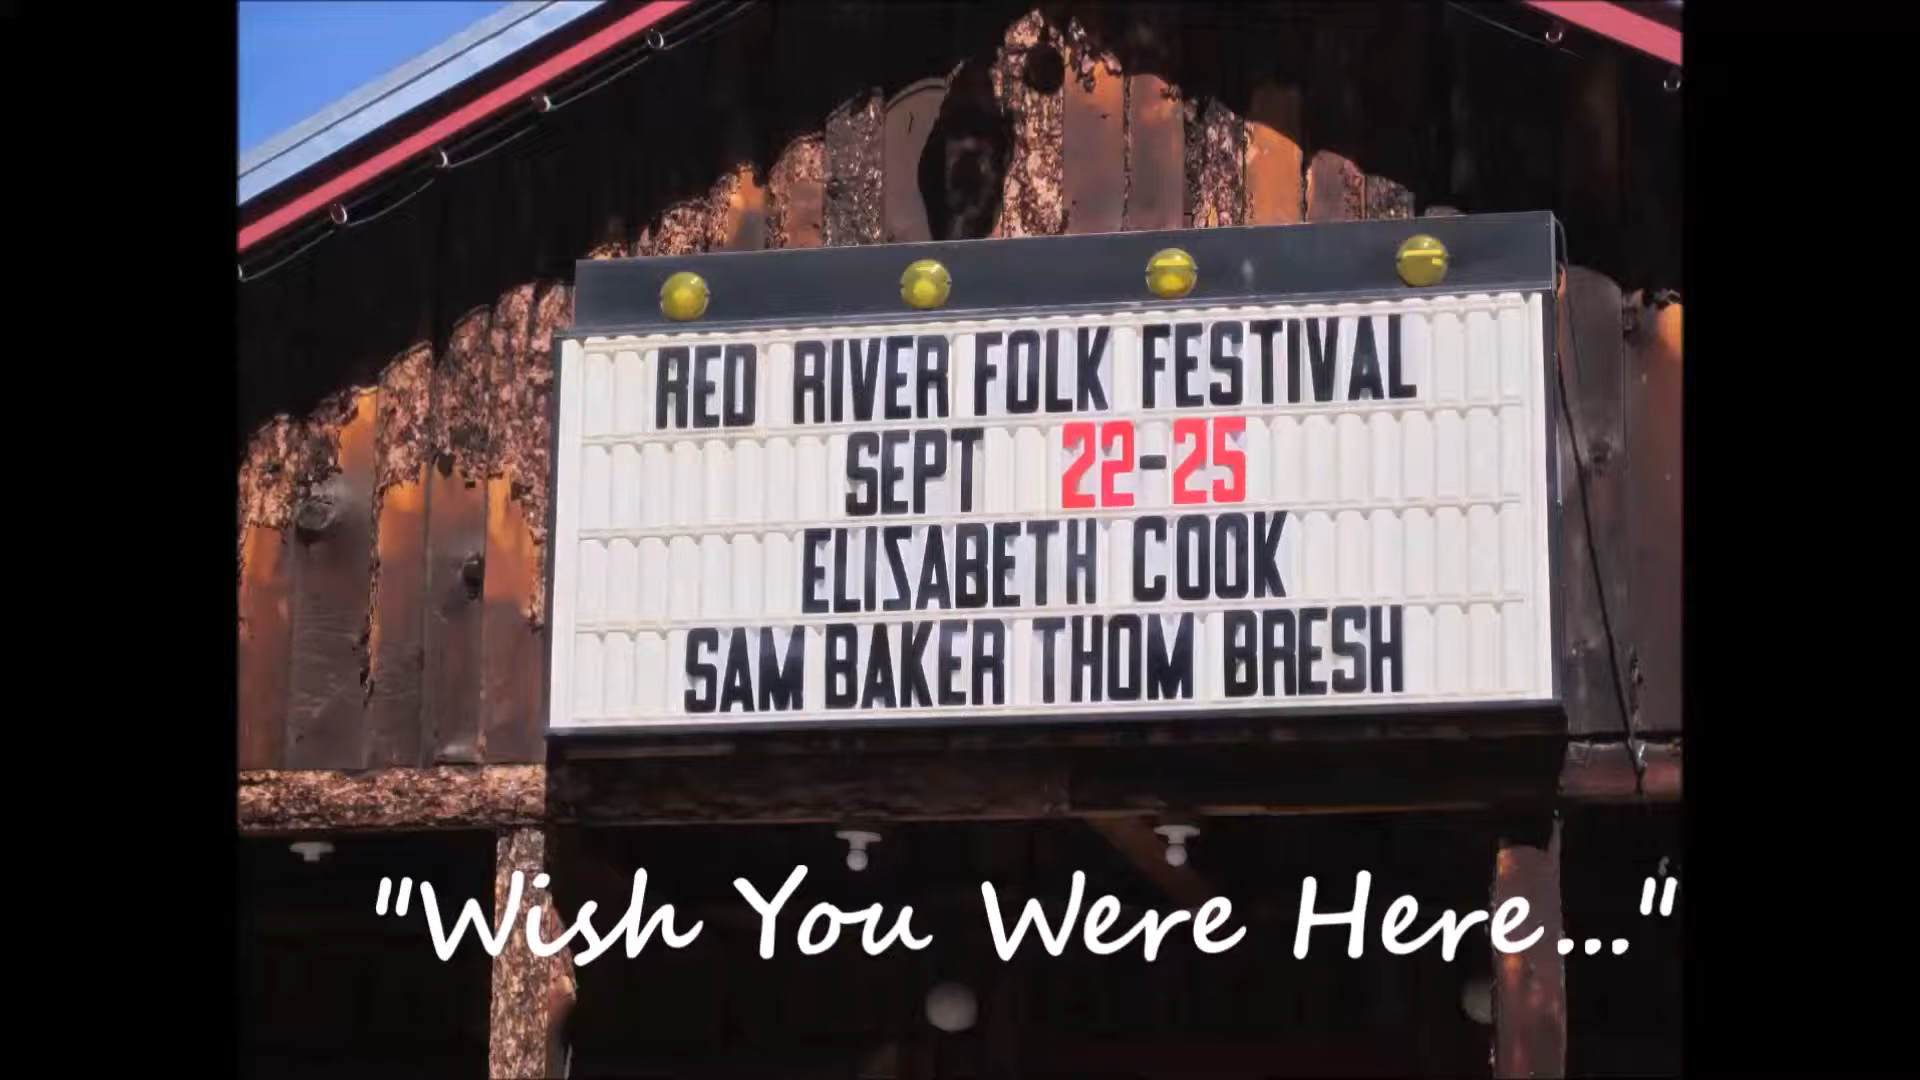 RED RIVER FOLK FESTIVAL
SEPT 22-25
ELISABETH COOK
SAM BAKER THOM BRESH
"Wish You Were Here..."